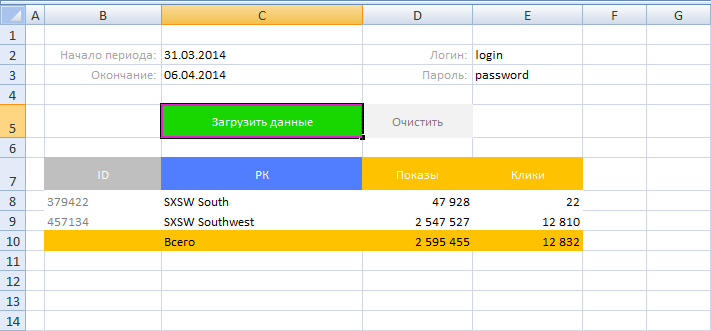 A B C D E F G
1
2 Начало периода: 31.03.2014 Логин: login
3 Окончание: 06.04.2014 Пароль: password
4
5 Загрузить данные Очистить
6
7 ID РК Показы Клики
8 379422 SXSW South 47 928 22
9 457134 SXSW Southwest 2 547 527 12 810
10 Всего 2 595 455 12 832
11
12
13
14